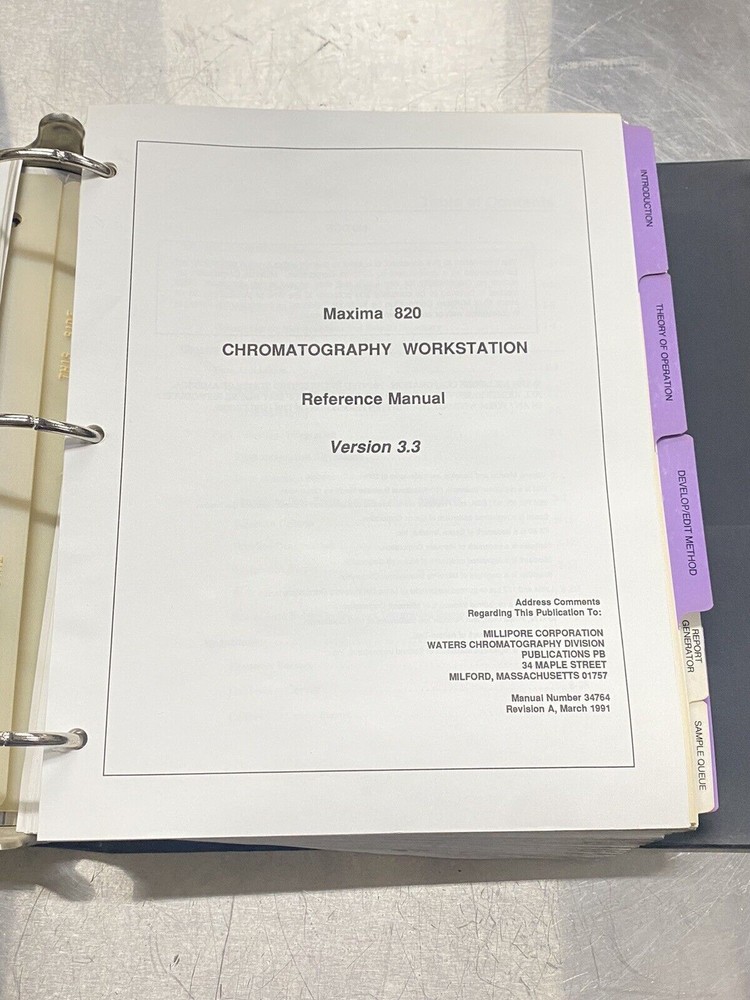 Maxima 820
CHROMATOGRAPHY WORKSTATION
Reference Manual
Version 3.3
Address Comments
Regarding This Publication To:
MILLIPORE CORPORATION
WATERS CHROMATOGRAPHY DIVISION
PUBLICATIONS PB
34 MAPLE STREET
MILFORD, MASSACHUSETTS 01757
Manual Number 34764
Revision A, March 1991
INTRODUCTION
THEORY OF OPERATION
DEVELOP/EDIT METHOD
REPORT
GENERATOR
SAMPLE QUEUE
THIS SIDE